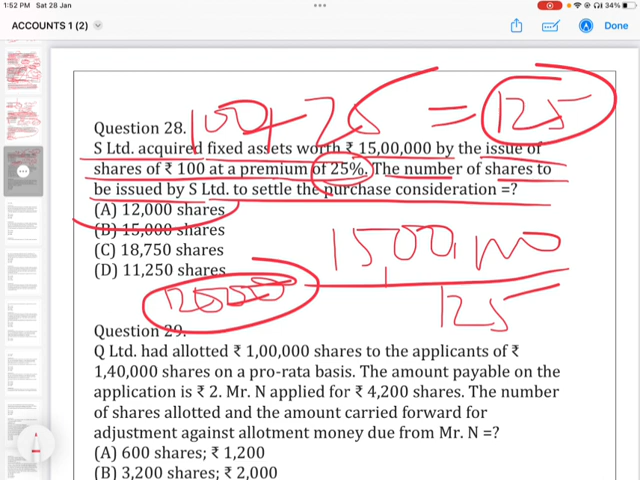 1:52 PM Sat 28 Jan
34%
ACCOUNTS 1 (2)
Done
100+25 = 125
Question 28.
S Ltd. acquired fixed assets worth ₹ 15,00,000 by the issue of
shares of ₹ 100 at a premium of 25%. The number of shares to
be issued by S Ltd. to settle the purchase consideration =?
(A) 12,000 shares
(B) 15,000 shares
(C) 18,750 shares
(D) 11,250 shares
125
Question 29.
Q Ltd. had allotted ₹ 1,00,000 shares to the applicants of ₹
1,40,000 shares on a pro-rata basis. The amount payable on the
application is ₹ 2. Mr. N applied for ₹ 4,200 shares. The number
of shares allotted and the amount carried forward for
adjustment against allotment money due from Mr. N =?
(A) 600 shares; ₹ 1,200
(B) 3,200 shares; ₹ 2,000